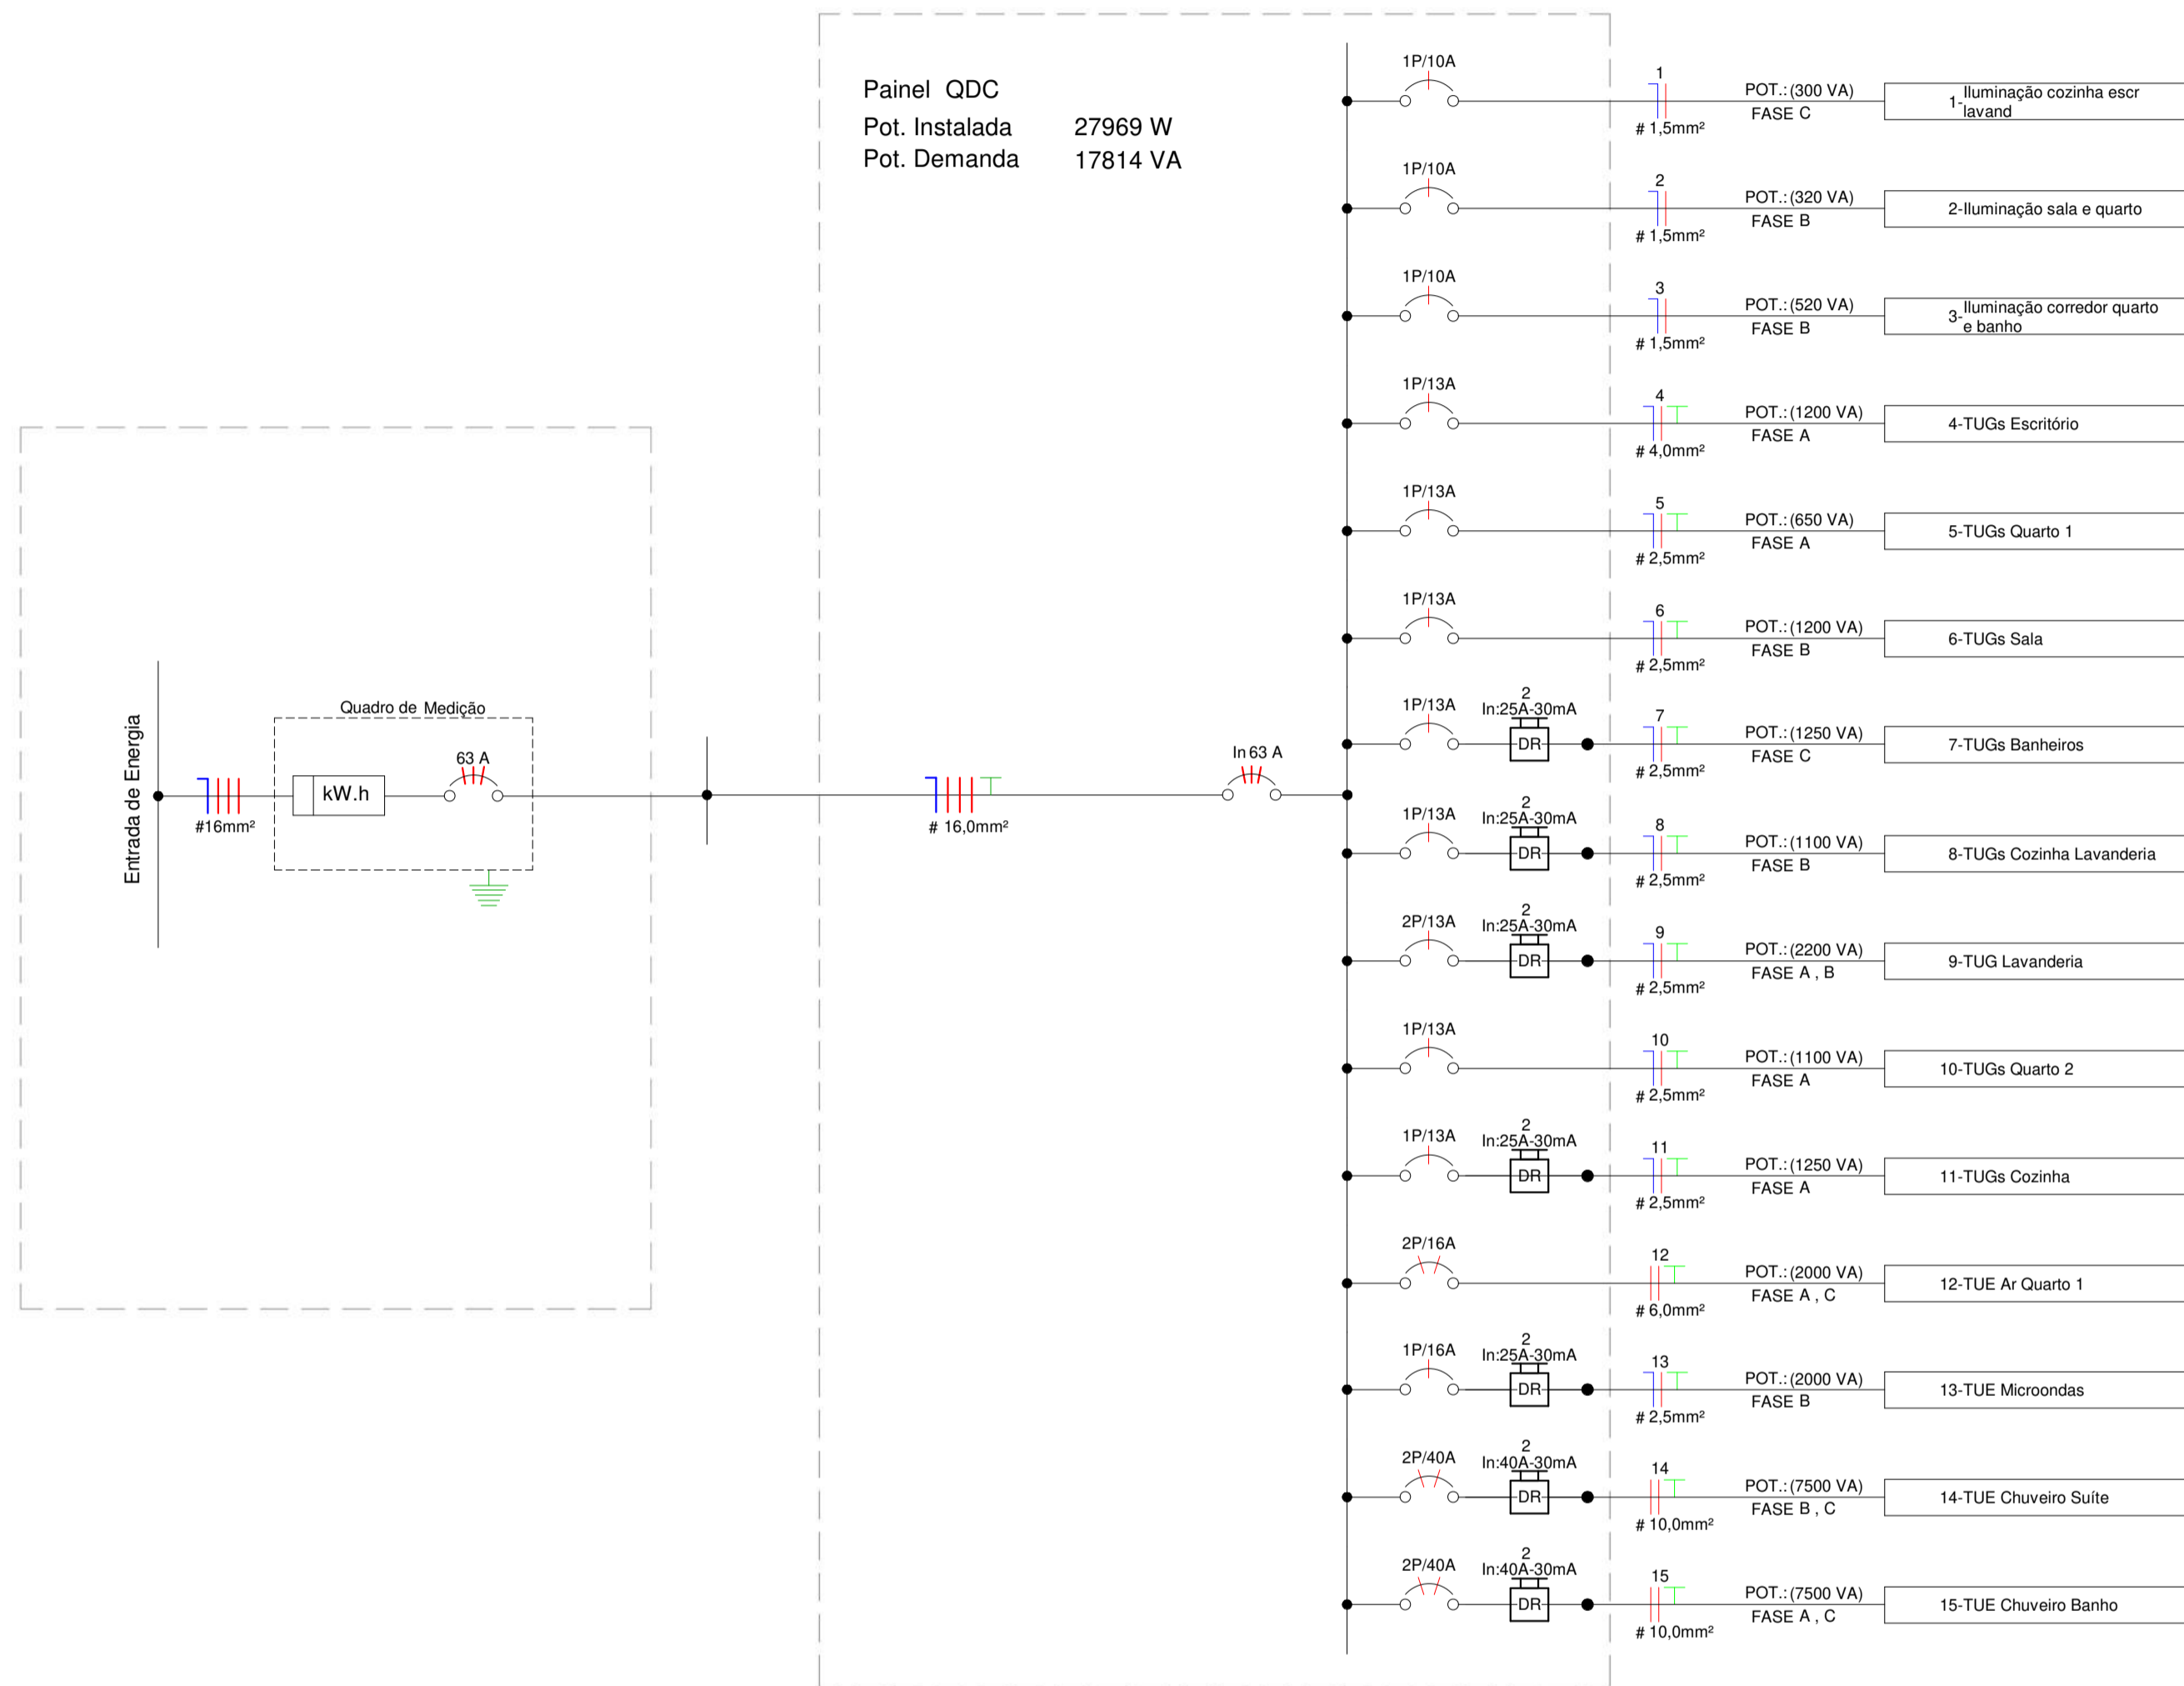 Painel QDC
Pot. Instalada 27969 W
Pot. Demanda 17814 VA
Entrada de Energia
#16mm²
Quadro de Medição
kW.h
63 A
# 16,0mm²
In 63 A
1P/10A
1
# 1,5mm²
POT.: (300 VA)
FASE C
1- Iluminação cozinha escr
lavand
1P/10A
2
# 1,5mm²
POT.: (320 VA)
FASE B
2-Iluminação sala e quarto
1P/10A
3
# 1,5mm²
POT.: (520 VA)
FASE B
3- Iluminação corredor quarto
e banho
1P/13A
4
# 4,0mm²
POT.: (1200 VA)
FASE A
4-TUGs Escritório
1P/13A
5
# 2,5mm²
POT.: (650 VA)
FASE A
5-TUGs Quarto 1
1P/13A
6
# 2,5mm²
POT.: (1200 VA)
FASE B
6-TUGs Sala
1P/13A
2
In:25A-30mA
DR
7
# 2,5mm²
POT.: (1250 VA)
FASE C
7-TUGs Banheiros
1P/13A
2
In:25A-30mA
DR
8
# 2,5mm²
POT.: (1100 VA)
FASE B
8-TUGs Cozinha Lavanderia
2P/13A
2
In:25A-30mA
DR
9
# 2,5mm²
POT.: (2200 VA)
FASE A , B
9-TUG Lavanderia
1P/13A
10
# 2,5mm²
POT.: (1100 VA)
FASE A
10-TUGs Quarto 2
1P/13A
2
In:25A-30mA
DR
11
# 2,5mm²
POT.: (1250 VA)
FASE A
11-TUGs Cozinha
2P/16A
12
# 6,0mm²
POT.: (2000 VA)
FASE A , C
12-TUE Ar Quarto 1
1P/16A
2
In:25A-30mA
DR
13
# 2,5mm²
POT.: (2000 VA)
FASE B
13-TUE Microondas
2P/40A
2
In:40A-30mA
DR
14
# 10,0mm²
POT.: (7500 VA)
FASE B , C
14-TUE Chuveiro Suíte
2P/40A
2
In:40A-30mA
DR
15
# 10,0mm²
POT.: (7500 VA)
FASE A , C
15-TUE Chuveiro Banho